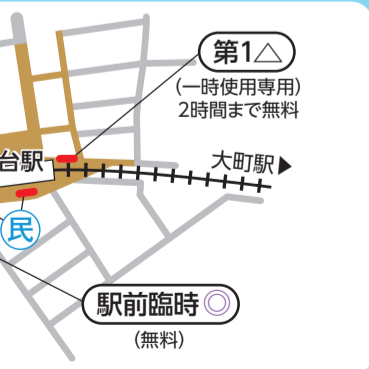 第1△
(一時使用専用)
2時間まで無料
台駅
大町駅▶
民
駅前臨時◎
(無料)